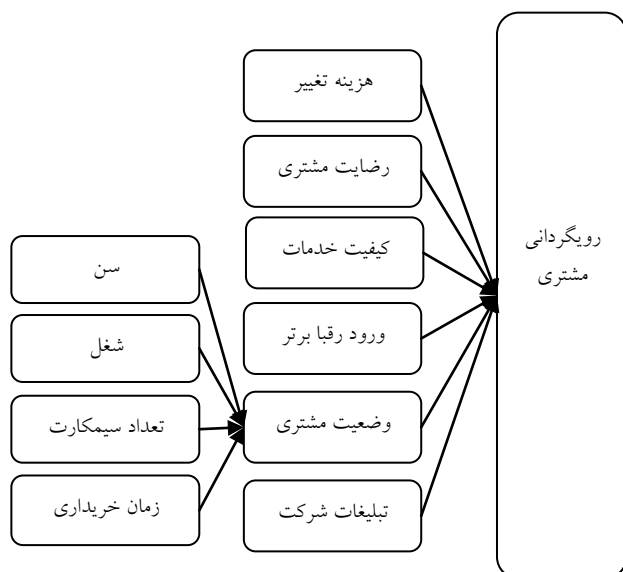 هزینه تغییر
رضایت مشتری
کیفیت خدمات
ورود رقبا برتر
وضعیت مشتری
تبلیغات شرکت
رویگردانی
مشتری
سن
شغل
تعداد سیمکارت
زمان خریداری